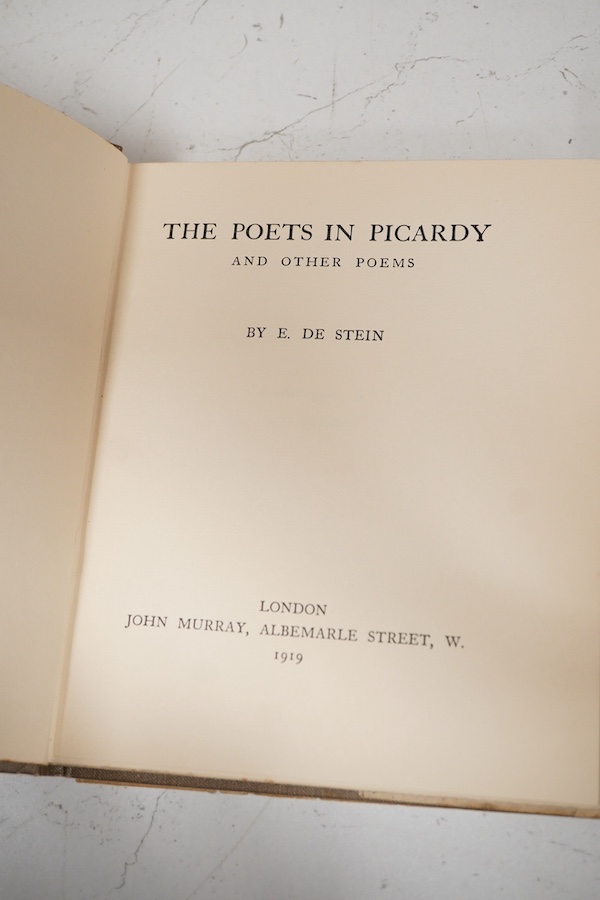 THE POETS IN PICARDY
AND OTHER POEMS
BY E. DE STEIN
LONDON
JOHN MURRAY, ALBEMARLE STREET, W.
1919